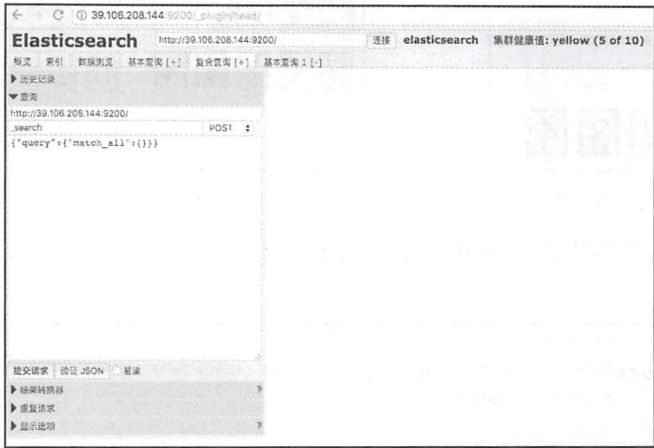 39.106.208.144:9200/_plugin/head/
Elasticsearch http://39.106.208.144:9200/ 连接 elasticsearch 集群健康值: yellow (5 of 10)
概览 索引 数据浏览 基本查询 [+] 复合查询 [+] 基本查询 1 [-]
历史记录
查询
http://39.106.208.144:9200/
_search POST
{"query":{"match_all":{}}}
提交请求 验证 JSON 易读
结果转换器 ?
重复请求
显示选项 ?